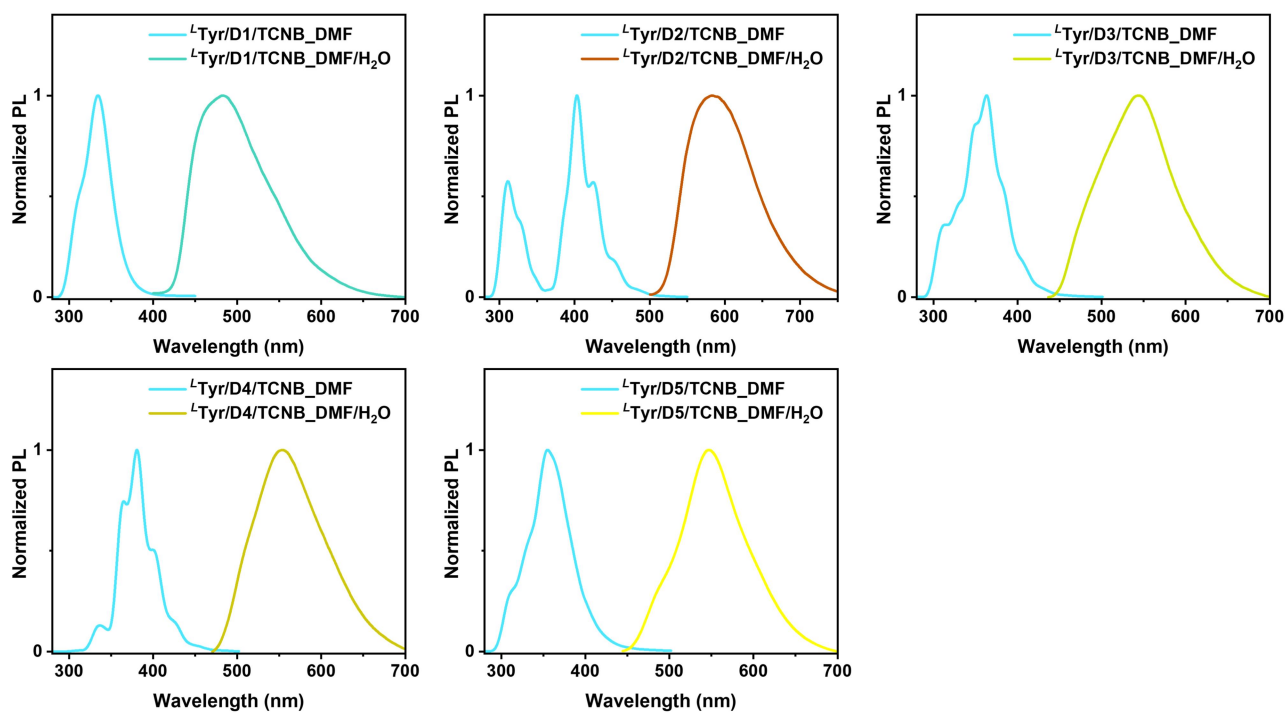 ᴸTyr/D1/TCNB_DMF
ᴸTyr/D1/TCNB_DMF/H₂O
Normalized PL
1
0
300 400 500 600 700
Wavelength (nm)
ᴸTyr/D2/TCNB_DMF
ᴸTyr/D2/TCNB_DMF/H₂O
Normalized PL
1
0
300 400 500 600 700
Wavelength (nm)
ᴸTyr/D3/TCNB_DMF
ᴸTyr/D3/TCNB_DMF/H₂O
Normalized PL
1
0
300 400 500 600 700
Wavelength (nm)
ᴸTyr/D4/TCNB_DMF
ᴸTyr/D4/TCNB_DMF/H₂O
Normalized PL
1
0
300 400 500 600 700
Wavelength (nm)
ᴸTyr/D5/TCNB_DMF
ᴸTyr/D5/TCNB_DMF/H₂O
Normalized PL
1
0
300 400 500 600 700
Wavelength (nm)